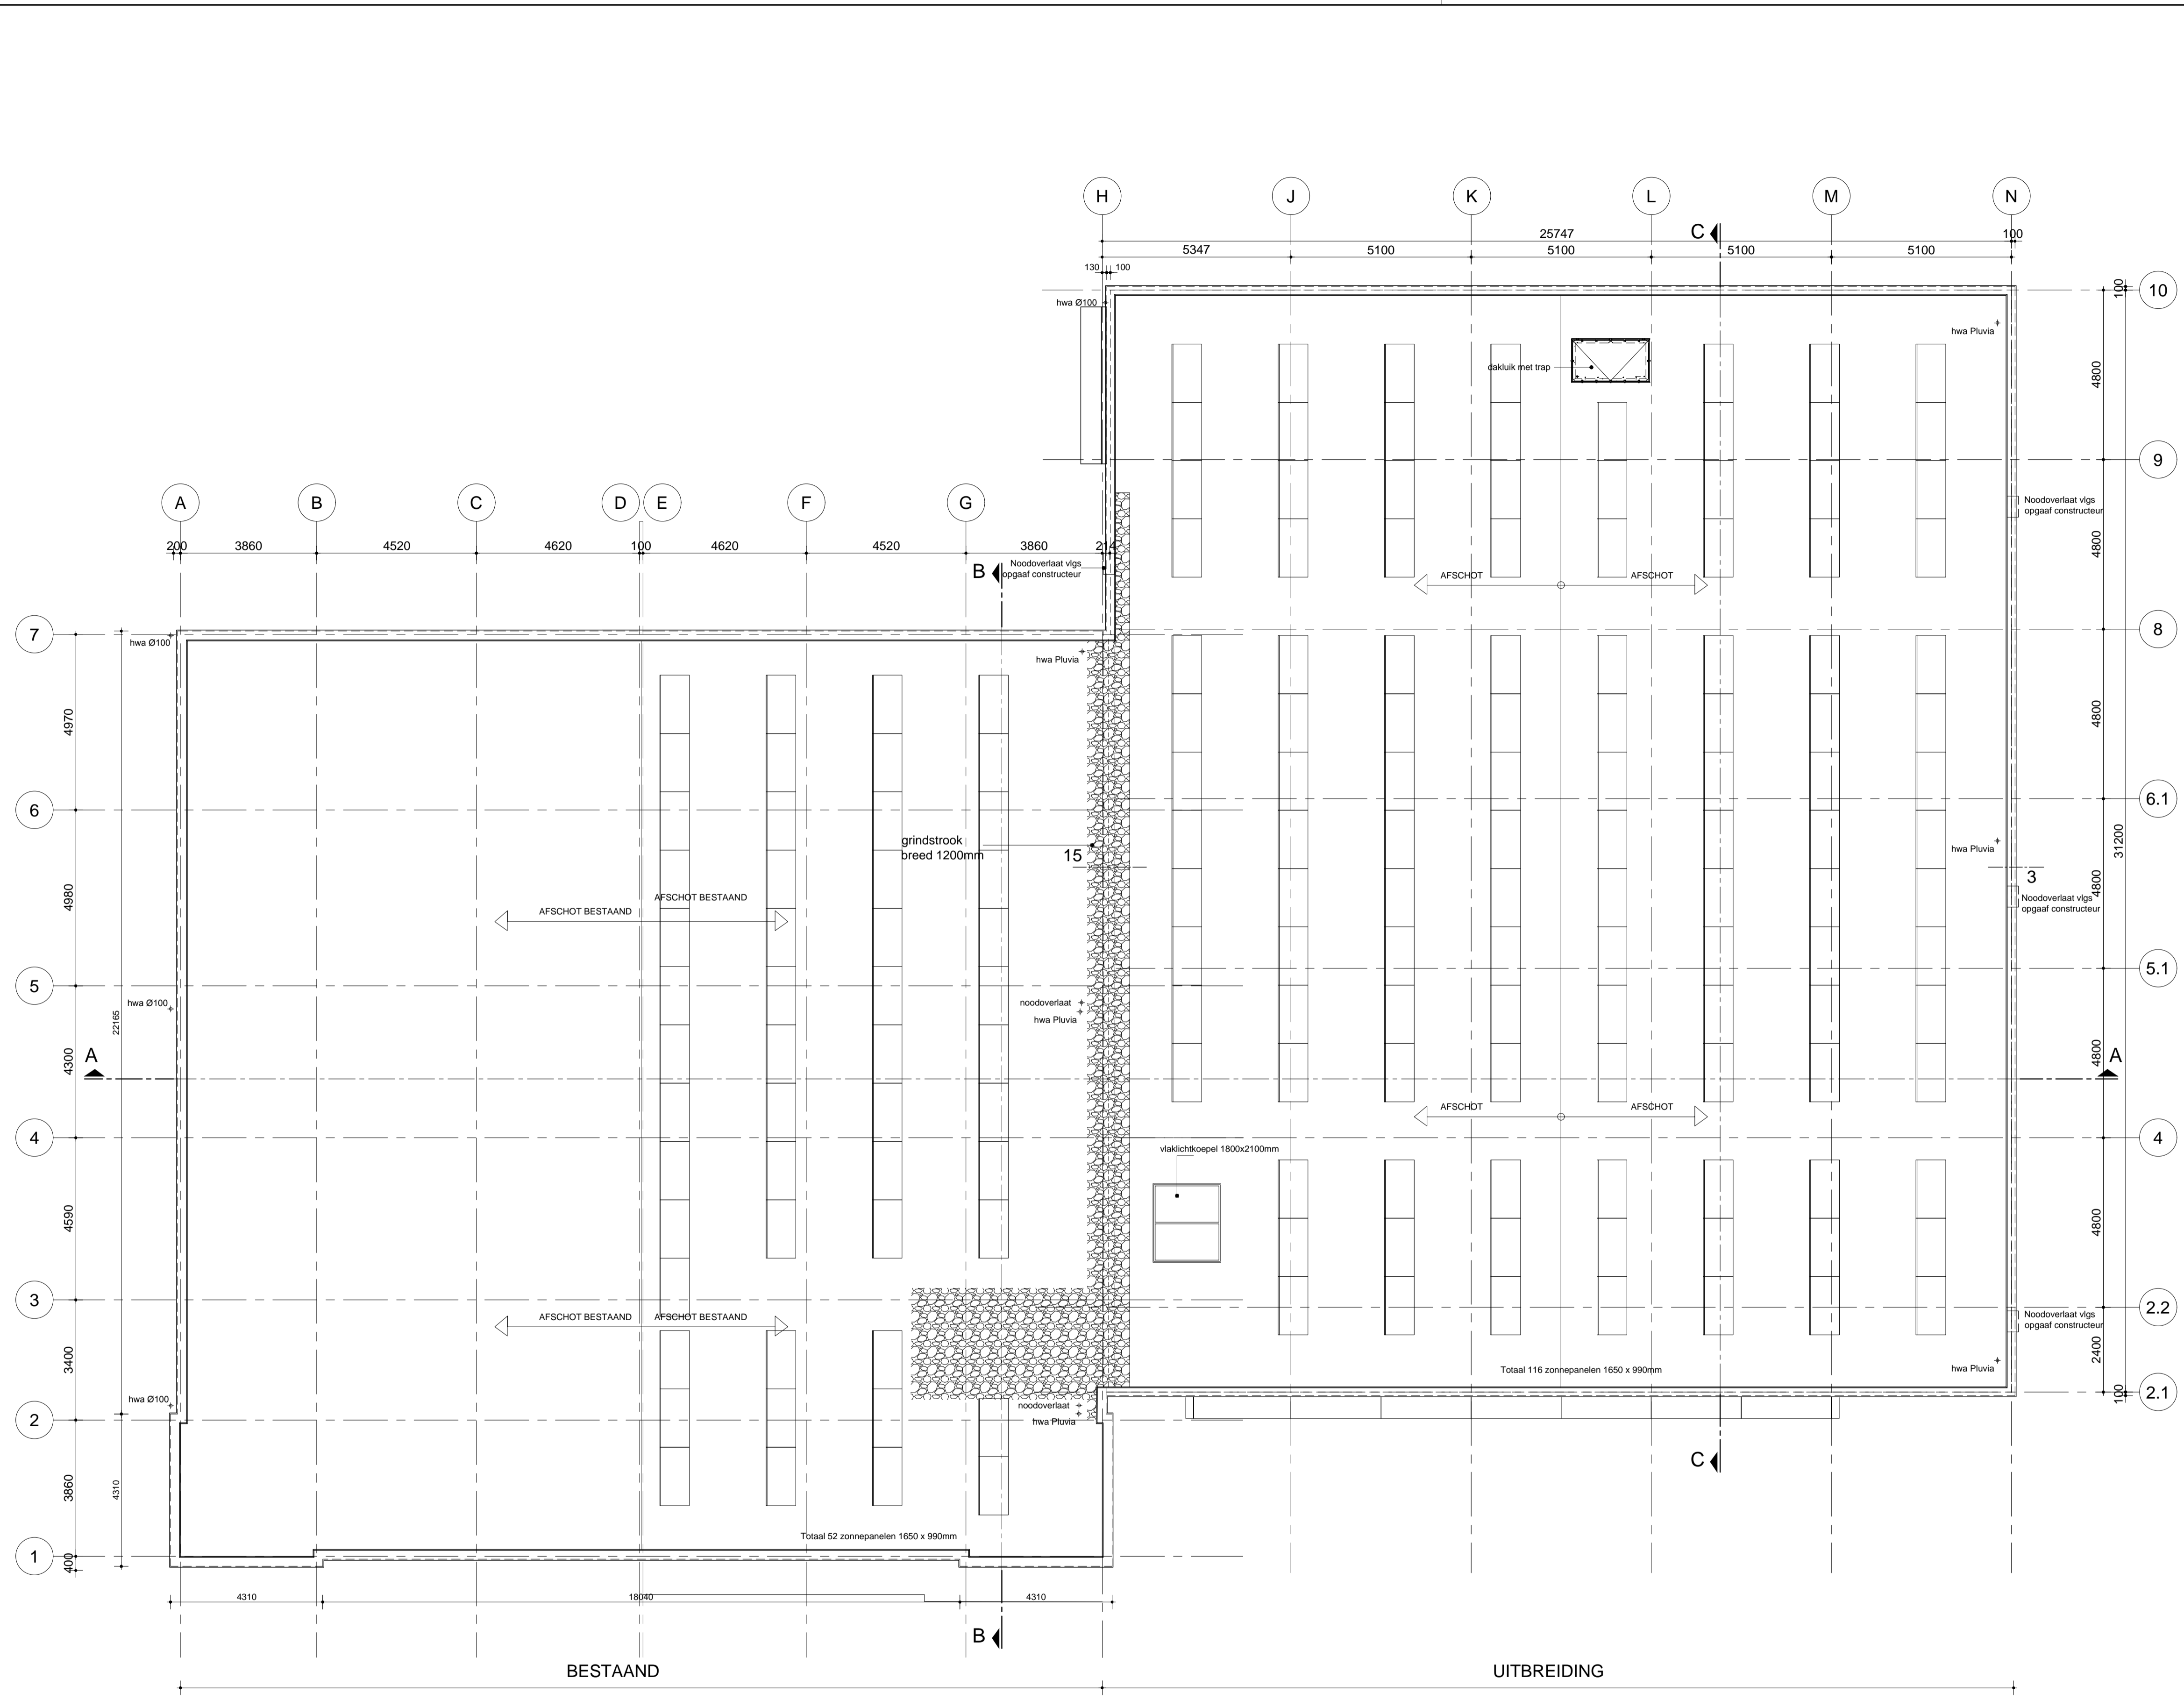 H
J
K
L
M
N
25747
C
100
5347
5100
5100
5100
5100
130
100
100
10
hwa Ø100
hwa Pluvia
dakluik met trap
4800
9
A
B
C
D
E
F
G
Noodoverlaat vlgs
opgaaf constructeur
200
3860
4520
4620
100
4620
4520
3860
214
4800
B
Noodoverlaat vlgs
opgaaf constructeur
AFSCHOT
AFSCHOT
7
hwa Ø100
8
hwa Pluvia
4970
4800
6
6.1
grindstrook
breed 1200mm
15
hwa Pluvia
31200
3
4980
4800
AFSCHOT BESTAAND
AFSCHOT BESTAAND
Noodoverlaat vlgs
opgaaf constructeur
5
5.1
hwa Ø100
noodoverlaat
hwa Pluvia
22165
4300
A
4800
A
AFSCHOT
AFSCHOT
4
4
vlaklichtkoepel 1800x2100mm
4590
4800
3
2.2
AFSCHOT BESTAAND
AFSCHOT BESTAAND
Noodoverlaat vlgs
opgaaf constructeur
3400
2400
Totaal 116 zonnepanelen 1650 x 990mm
hwa Pluvia
hwa Ø100
100
2.1
noodoverlaat
hwa Pluvia
2
C
3860
4310
Totaal 52 zonnepanelen 1650 x 990mm
1
400
4310
18040
4310
B
BESTAAND
UITBREIDING